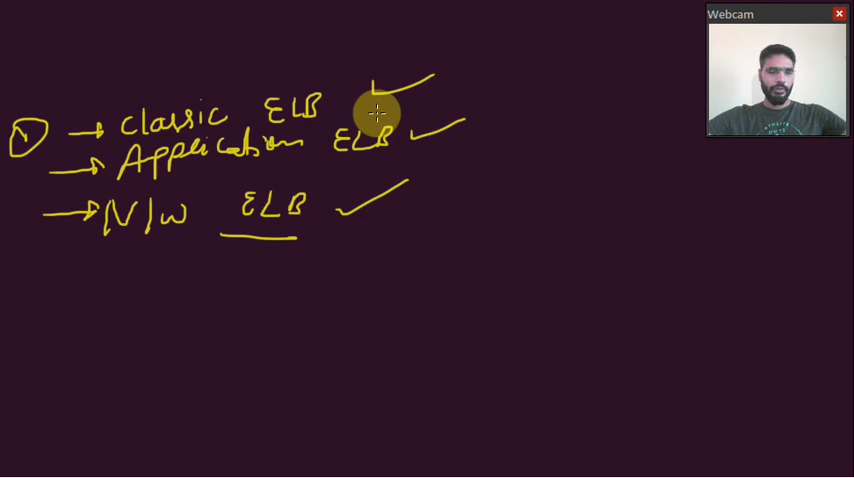 Webcam
① → Classic ELB ✓
→ Application ELB ✓
→ N/w ELB ✓